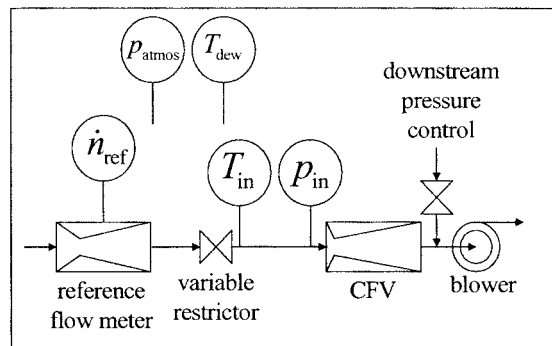 p_atmos
T_dew
downstream
pressure
control
ṅ_ref
T_in
p_in
reference
flow meter
variable
restrictor
CFV
blower